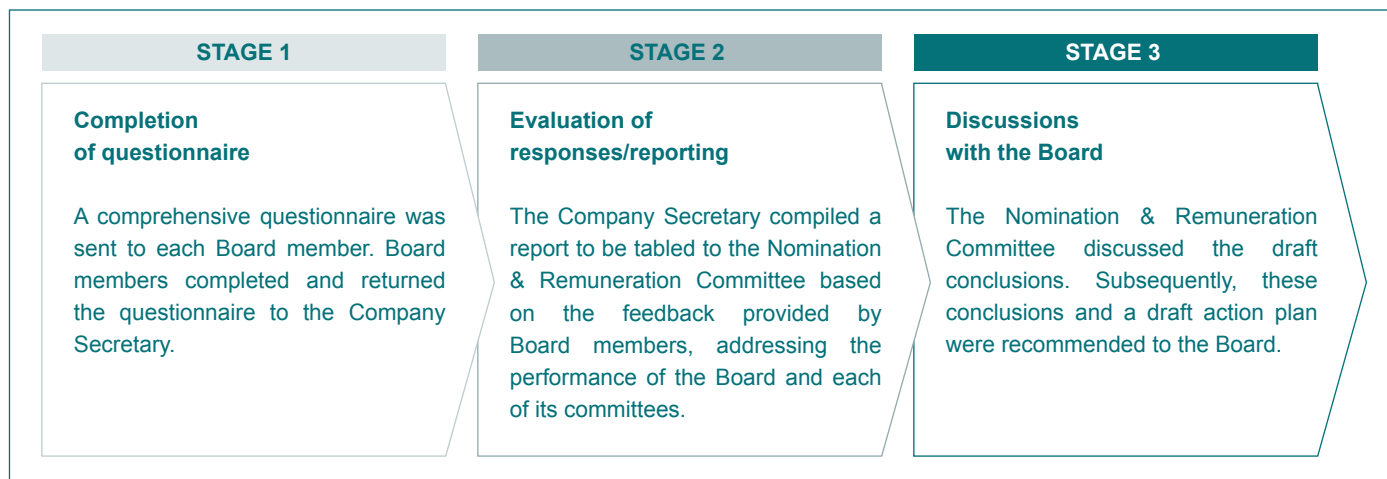 STAGE 1
Completion
of questionnaire
A comprehensive questionnaire was
sent to each Board member. Board
members completed and returned
the questionnaire to the Company
Secretary.
STAGE 2
Evaluation of
responses/reporting
The Company Secretary compiled a
report to be tabled to the Nomination
& Remuneration Committee based
on the feedback provided by
Board members, addressing the
performance of the Board and each
of its committees.
STAGE 3
Discussions
with the Board
The Nomination & Remuneration
Committee discussed the draft
conclusions. Subsequently, these
conclusions and a draft action plan
were recommended to the Board.